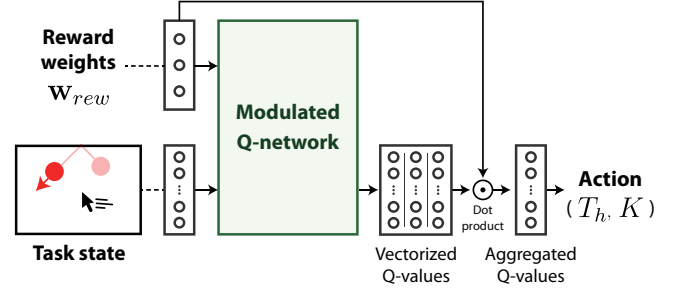 Reward
weights
w_rew
Modulated
Q-network
Task state
Vectorized
Q-values
Dot
product
Aggregated
Q-values
Action
(T_h, K)